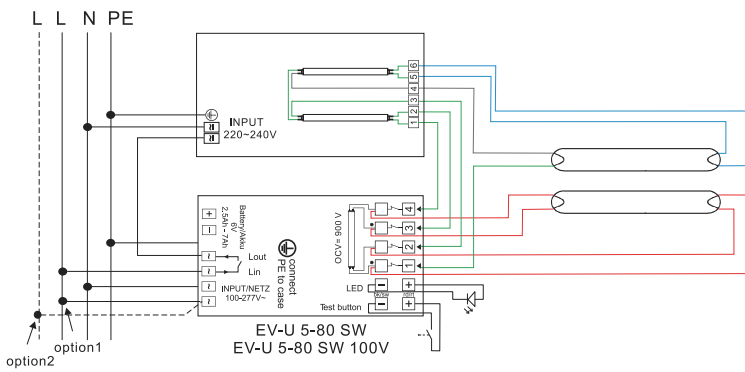 L L N PE
INPUT
220~240V
6
5
4
3
2
1
Battery/Akku
6V
2.5Ah - 7Ah
+
−
~ Lout
~ Lin
~ INPUT/NETZ
~ 100-277V~
connect
PE to case
OCV= 900 V
4
3
2
1
LED − +
Test button − +
EV-U 5-80 SW
EV-U 5-80 SW 100V
option1
option2